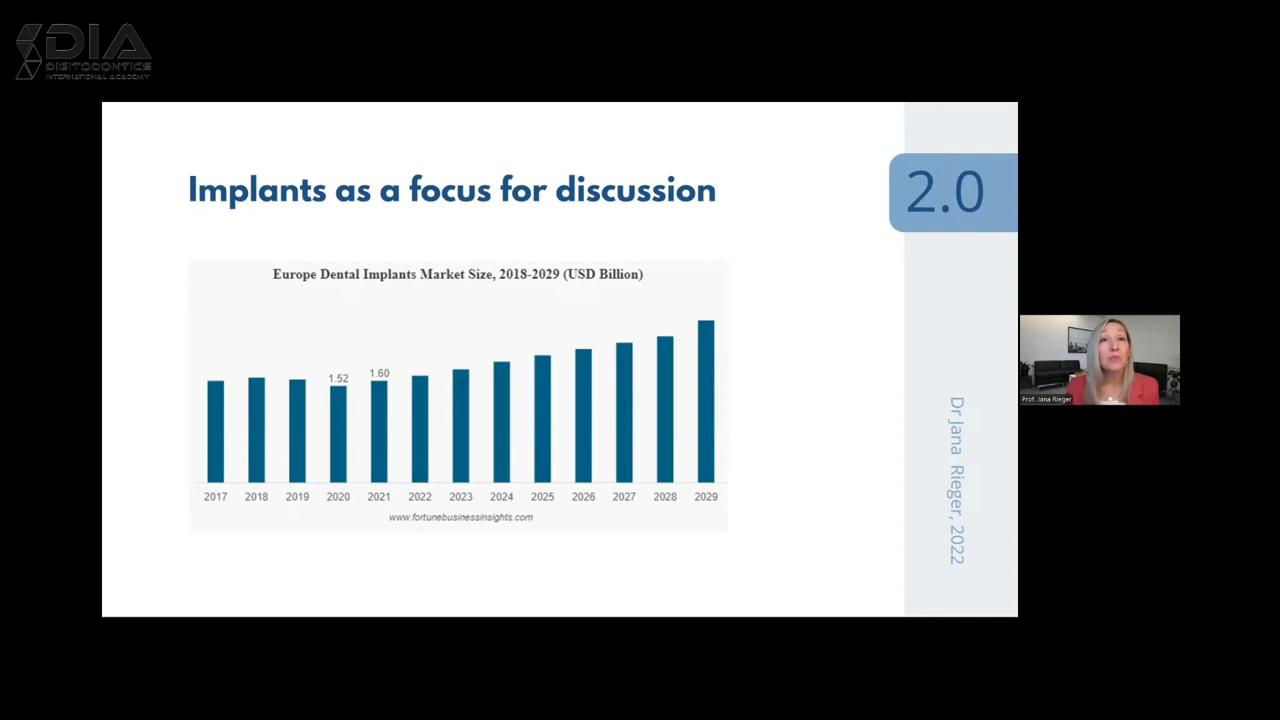 DIA
DIGITODONTICS
INTERNATIONAL ACADEMY
Implants as a focus for discussion
2.0
Europe Dental Implants Market Size, 2018-2029 (USD Billion)
1.52
1.60
2017 2018 2019 2020 2021 2022 2023 2024 2025 2026 2027 2028 2029
www.fortunebusinessinsights.com
Dr Jana Rieger, 2022
Prof. Jana Rieger